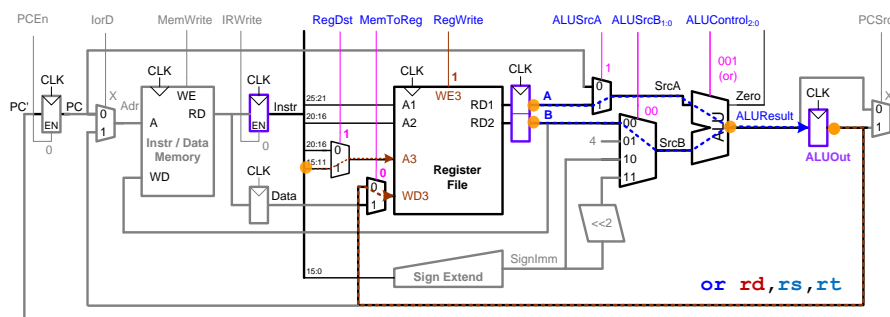 PCEn IorD MemWrite IRWrite RegDst MemToReg RegWrite ALUSrcA ALUSrcB1:0 ALUControl2:0 PCSrc
001
(or)
CLK CLK CLK CLK CLK X 1 SrcA Zero CLK X
PC' PC EN 0 X Adr WE RD A Instr / Data Memory WD
0
1
CLK Instr EN 0
25:21
20:16
20:16
15:11
15:0
1
0
1
0
0
1
A1
A2
A3
WD3
1
WE3
RD1
RD2
Register
File
A
B
0
1
00
00
01
10
11
4
SrcB
ALU
ALUResult
ALUOut
0
1
CLK
Data
<<2
SignImm
Sign Extend
or rd,rs,rt